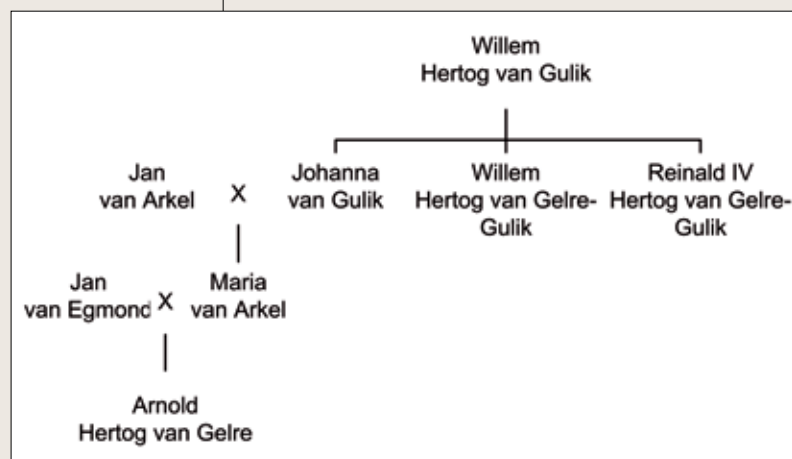 Willem
Hertog van Gulik
Jan
van Arkel
X
Johanna
van Gulik
Willem
Hertog van Gelre-
Gulik
Reinald IV
Hertog van Gelre-
Gulik
Jan
van Egmond
X
Maria
van Arkel
Arnold
Hertog van Gelre